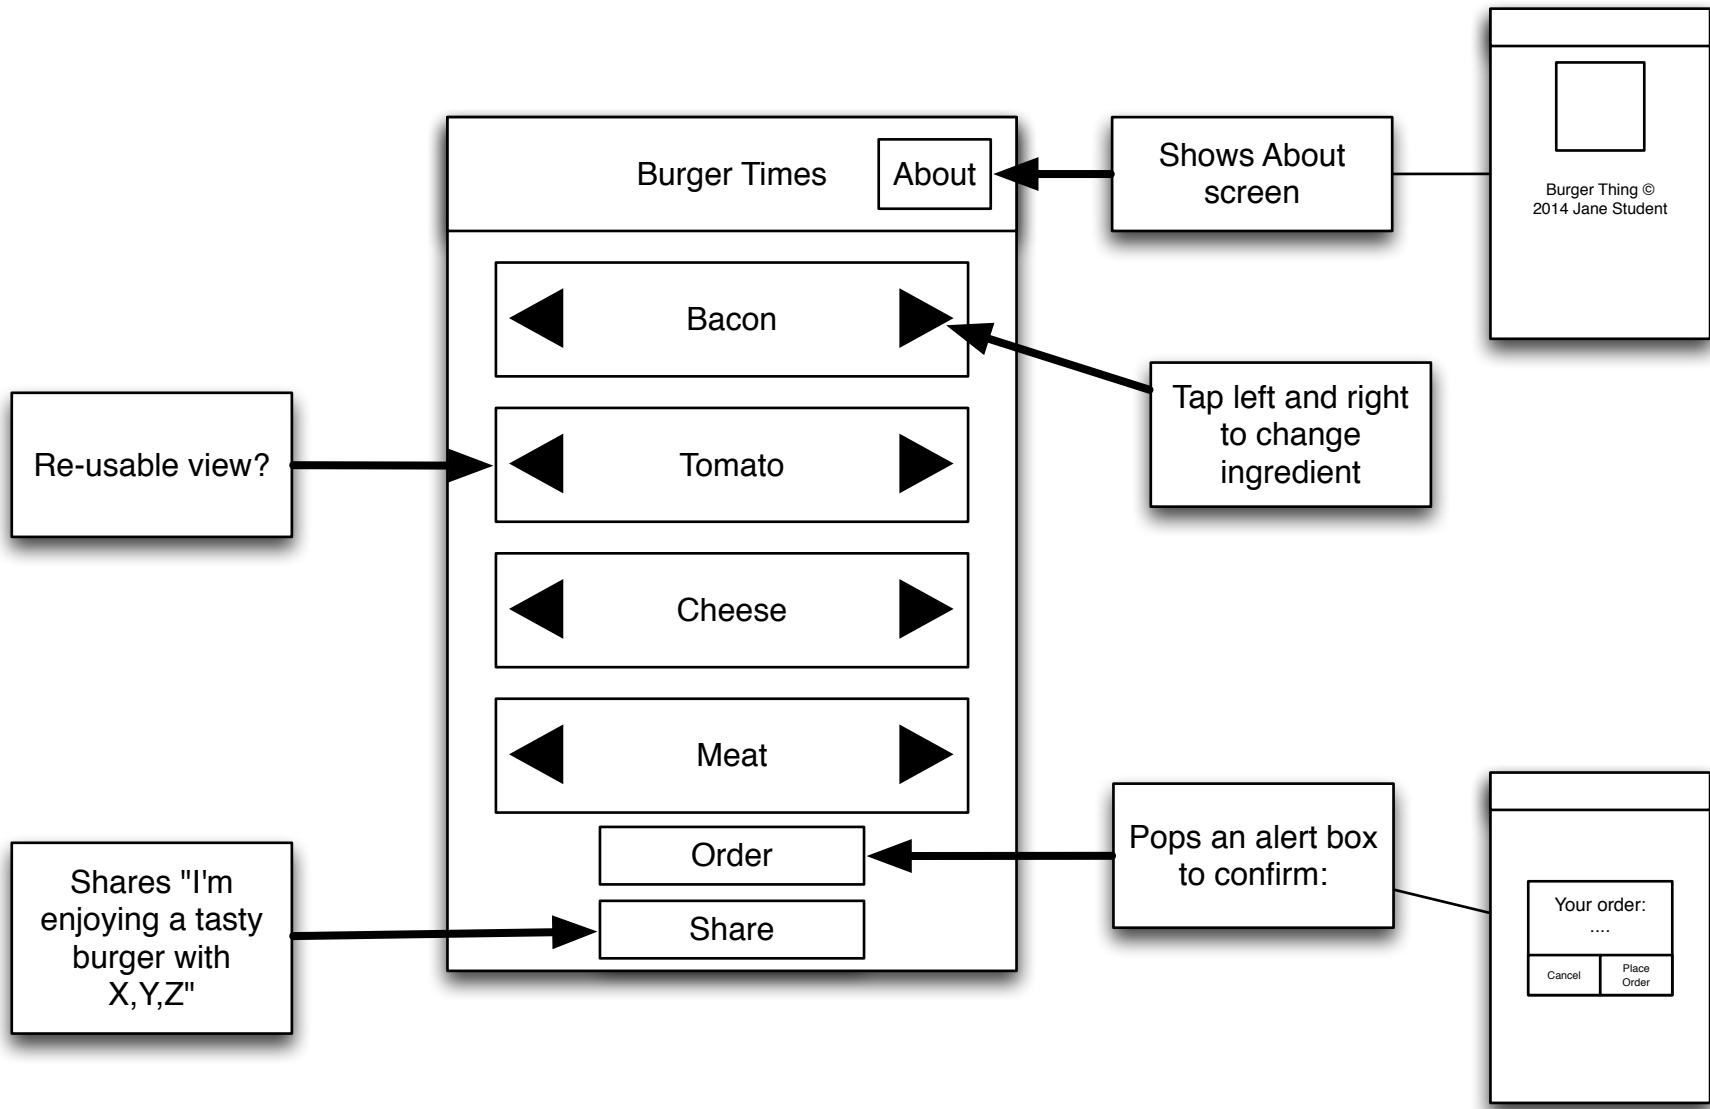 Burger Times
About
Shows About
screen
Burger Thing ©
2014 Jane Student
Bacon
Tap left and right
to change
ingredient
Re-usable view?
Tomato
Cheese
Meat
Order
Pops an alert box
to confirm:
Shares "I'm
enjoying a tasty
burger with
X,Y,Z"
Share
Your order:
....
Cancel
Place
Order